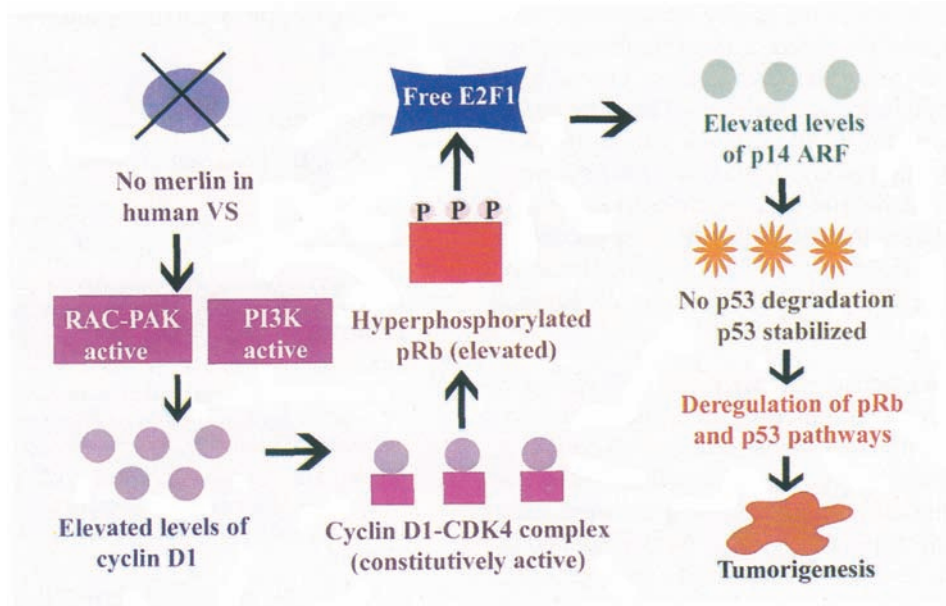 No merlin in
human VS
RAC-PAK
active
PI3K
active
Elevated levels of
cyclin D1
Cyclin D1-CDK4 complex
(constitutively active)
Hyperphosphorylated
pRb (elevated)
P P P
Free E2F1
Elevated levels
of p14 ARF
No p53 degradation
p53 stabilized
Deregulation of pRb
and p53 pathways
Tumorigenesis